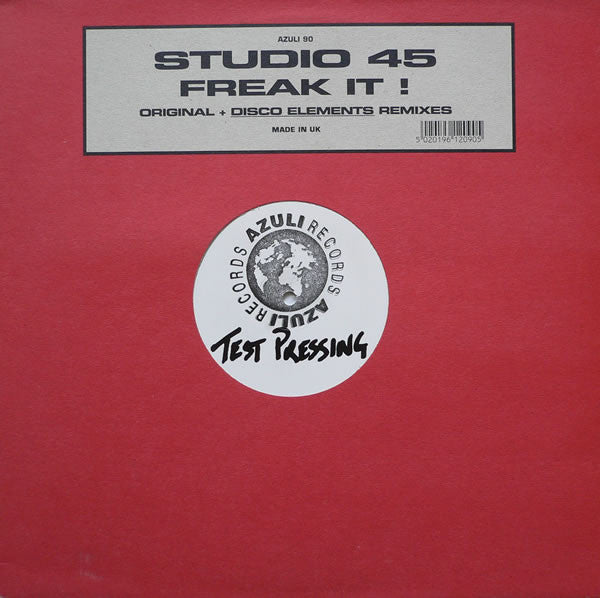 AZULI 90
STUDIO 45
FREAK IT !
ORIGINAL + DISCO ELEMENTS REMIXES
MADE IN UK
5 020196 120905
AZULI RECORDS AZULI RECORDS
TEST PRESSING